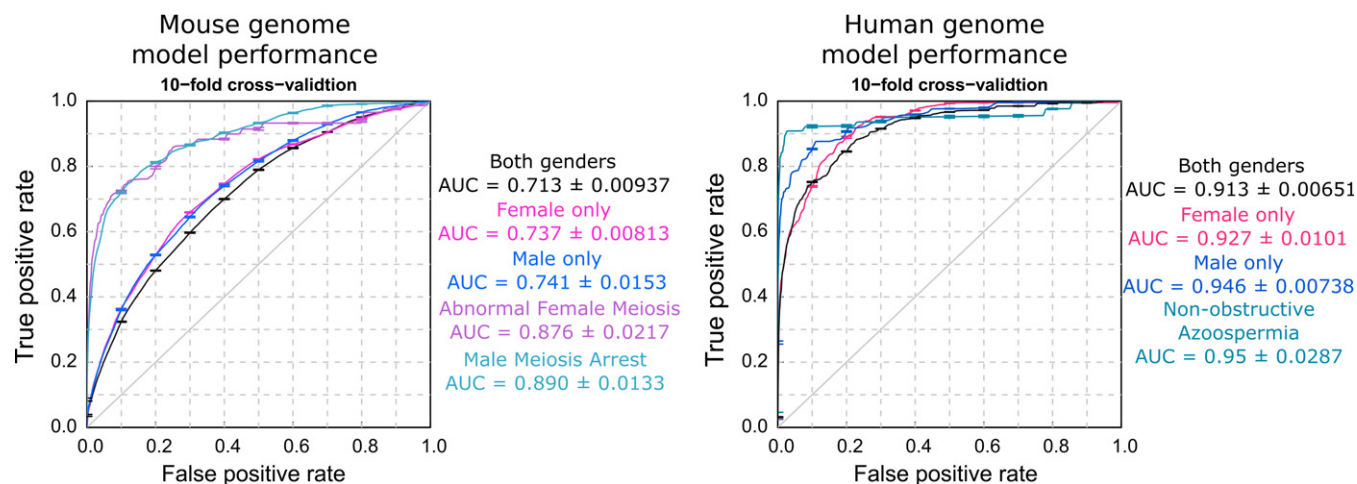 Mouse genome
model performance
10−fold cross−validtion
True positive rate
1.0
0.8
0.6
0.4
0.2
0.0
0.0 0.2 0.4 0.6 0.8 1.0
False positive rate
Both genders
AUC = 0.713 ± 0.00937
Female only
AUC = 0.737 ± 0.00813
Male only
AUC = 0.741 ± 0.0153
Abnormal Female Meiosis
AUC = 0.876 ± 0.0217
Male Meiosis Arrest
AUC = 0.890 ± 0.0133
Human genome
model performance
10−fold cross−validtion
True positive rate
1.0
0.8
0.6
0.4
0.2
0.0
0.0 0.2 0.4 0.6 0.8 1.0
False positive rate
Both genders
AUC = 0.913 ± 0.00651
Female only
AUC = 0.927 ± 0.0101
Male only
AUC = 0.946 ± 0.00738
Non-obstructive
Azoospermia
AUC = 0.95 ± 0.0287